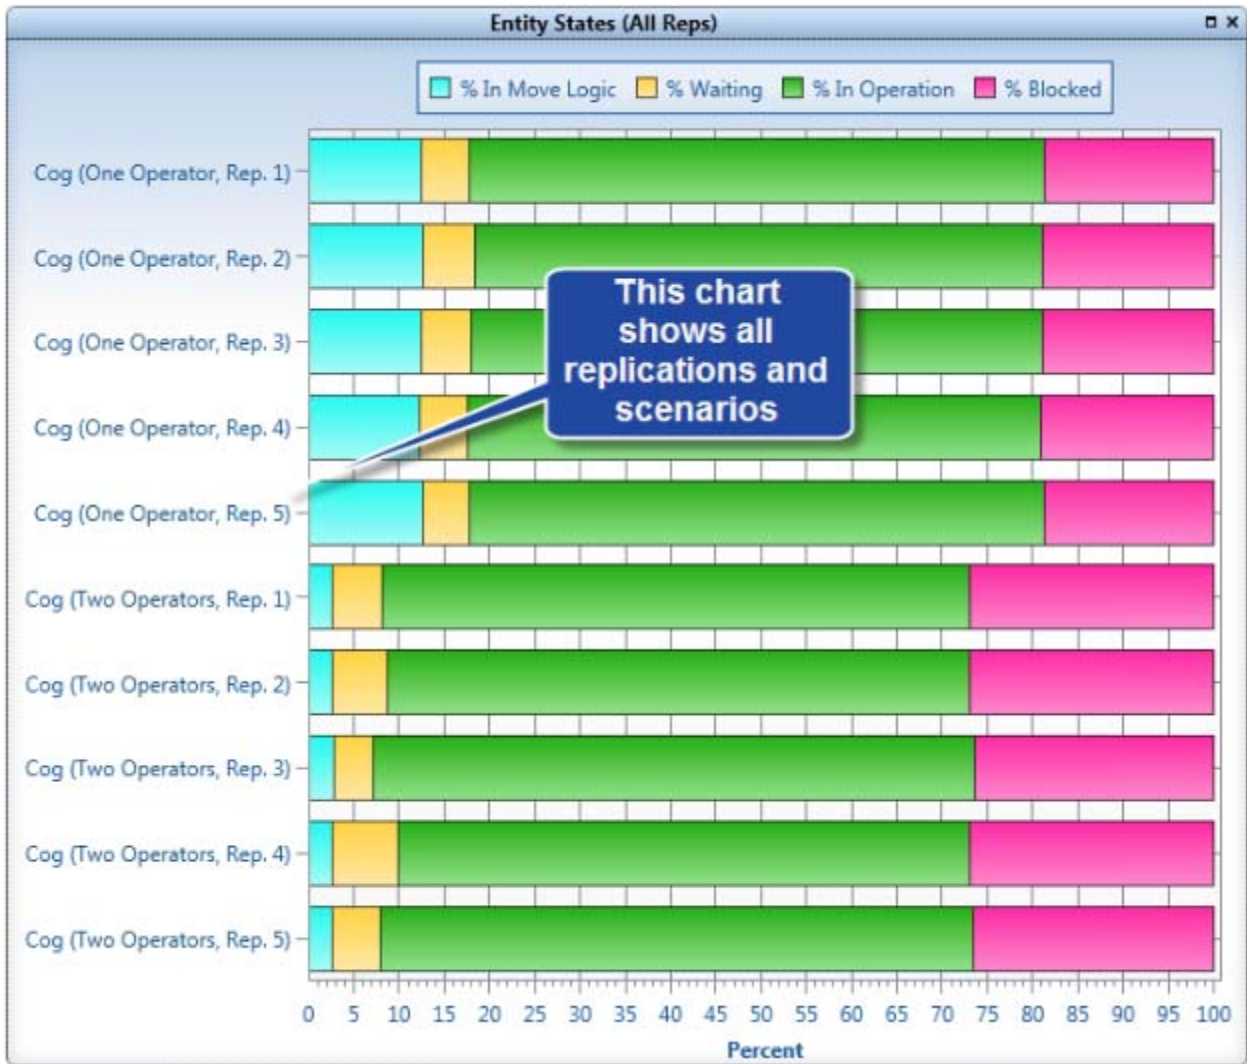 Entity States (All Reps)
% In Move Logic % Waiting % In Operation % Blocked
Cog (One Operator, Rep. 1)
Cog (One Operator, Rep. 2)
Cog (One Operator, Rep. 3)
Cog (One Operator, Rep. 4)
Cog (One Operator, Rep. 5)
Cog (Two Operators, Rep. 1)
Cog (Two Operators, Rep. 2)
Cog (Two Operators, Rep. 3)
Cog (Two Operators, Rep. 4)
Cog (Two Operators, Rep. 5)
This chart
shows all
replications and
scenarios
0 5 10 15 20 25 30 35 40 45 50 55 60 65 70 75 80 85 90 95 100
Percent